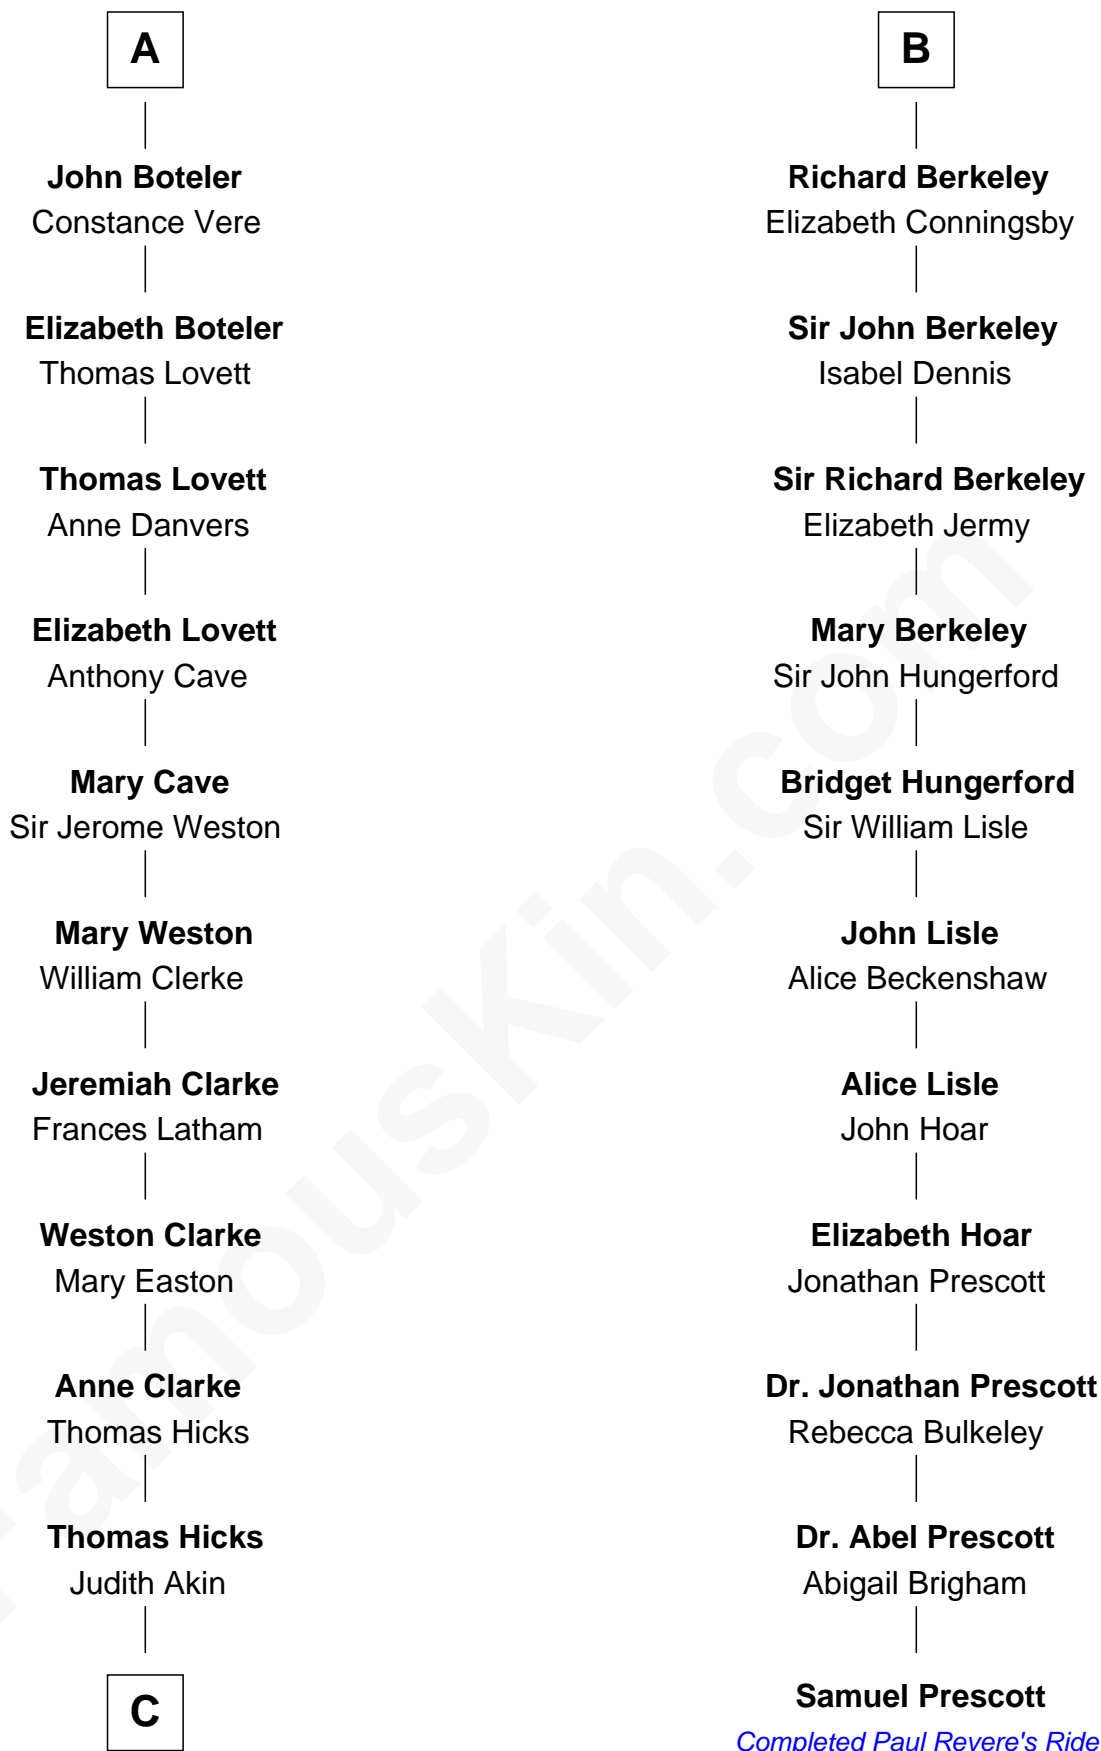 A
John Boteler
Constance Vere
Elizabeth Boteler
Thomas Lovett
Thomas Lovett
Anne Danvers
Elizabeth Lovett
Anthony Cave
Mary Cave
Sir Jerome Weston
Mary Weston
William Clerke
Jeremiah Clarke
Frances Latham
Weston Clarke
Mary Easton
Anne Clarke
Thomas Hicks
Thomas Hicks
Judith Akin
C
B
Richard Berkeley
Elizabeth Conningsby
Sir John Berkeley
Isabel Dennis
Sir Richard Berkeley
Elizabeth Jermy
Mary Berkeley
Sir John Hungerford
Bridget Hungerford
Sir William Lisle
John Lisle
Alice Beckenshaw
Alice Lisle
John Hoar
Elizabeth Hoar
Jonathan Prescott
Dr. Jonathan Prescott
Rebecca Bulkeley
Dr. Abel Prescott
Abigail Brigham
Samuel Prescott
Completed Paul Revere's Ride
FamousKin.com